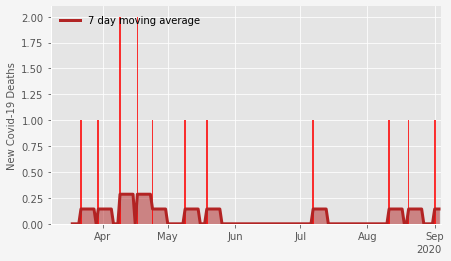 7 day moving average
New Covid-19 Deaths
2.00
1.75
1.50
1.25
1.00
0.75
0.50
0.25
0.00
Apr
May
Jun
Jul
Aug
Sep
2020